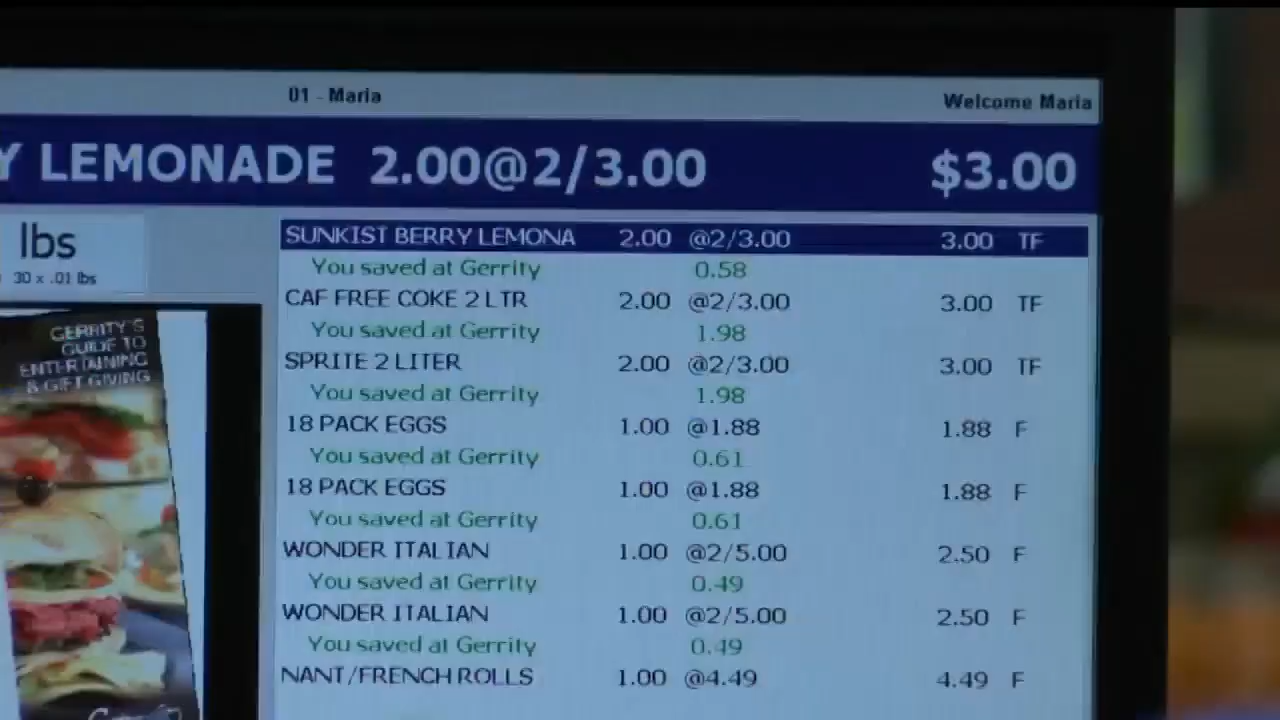 01 - Maria Welcome Maria
Y LEMONADE 2.00@2/3.00 $3.00
lbs
30 x .01 lbs
GERRITY'S
GUIDE TO
ENTERTAINING
& GIFT GIVING
SUNKIST BERRY LEMONA 2.00 @2/3.00 3.00 TF
You saved at Gerrity 0.58
CAF FREE COKE 2 LTR 2.00 @2/3.00 3.00 TF
You saved at Gerrity 1.98
SPRITE 2 LITER 2.00 @2/3.00 3.00 TF
You saved at Gerrity 1.98
18 PACK EGGS 1.00 @1.88 1.88 F
You saved at Gerrity 0.61
18 PACK EGGS 1.00 @1.88 1.88 F
You saved at Gerrity 0.61
WONDER ITALIAN 1.00 @2/5.00 2.50 F
You saved at Gerrity 0.49
WONDER ITALIAN 1.00 @2/5.00 2.50 F
You saved at Gerrity 0.49
NANT/FRENCH ROLLS 1.00 @4.49 4.49 F